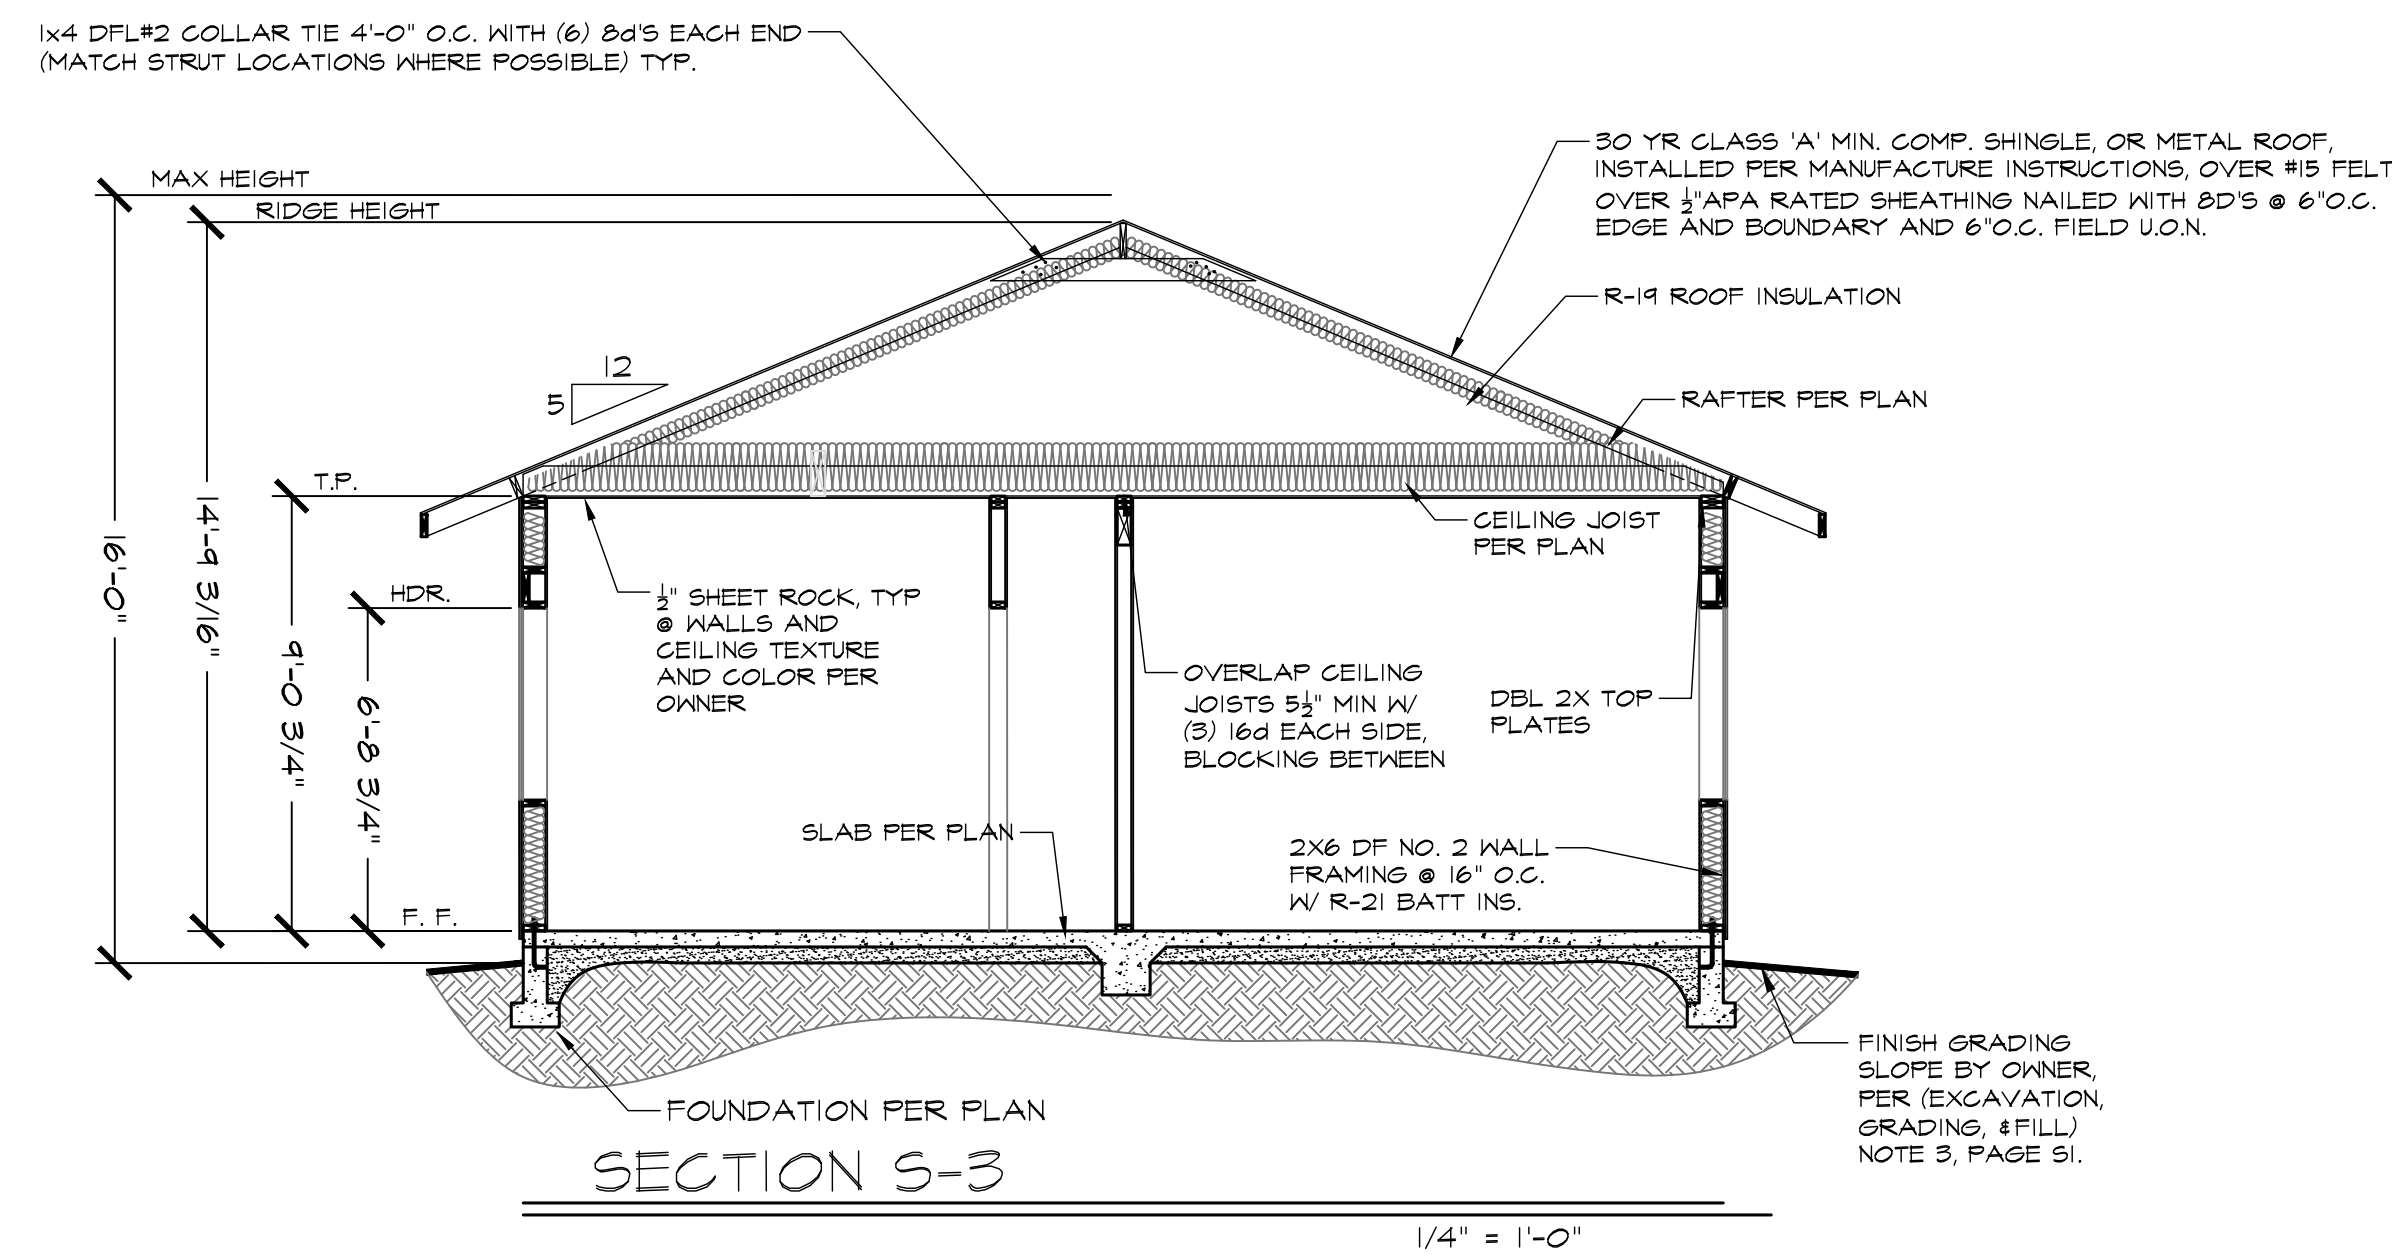 1x4 DFL#2 COLLAR TIE 4'-0" O.C. WITH (6) 8d'S EACH END
(MATCH STRUT LOCATIONS WHERE POSSIBLE) TYP.
30 YR CLASS 'A' MIN. COMP. SHINGLE, OR METAL ROOF,
INSTALLED PER MANUFACTURE INSTRUCTIONS, OVER #15 FELT
OVER ½"APA RATED SHEATHING NAILED WITH 8D'S @ 6"O.C.
EDGE AND BOUNDARY AND 6"O.C. FIELD U.O.N.
MAX HEIGHT
RIDGE HEIGHT
R-19 ROOF INSULATION
12
5
RAFTER PER PLAN
T.P.
CEILING JOIST
PER PLAN
16'-0"
14'-9 3/16"
9'-0 3/4"
6'-8 3/4"
HDR.
½" SHEET ROCK, TYP
@ WALLS AND
CEILING TEXTURE
AND COLOR PER
OWNER
OVERLAP CEILING
JOISTS 5½" MIN W/
(3) 16d EACH SIDE,
BLOCKING BETWEEN
DBL 2X TOP
PLATES
SLAB PER PLAN
2X6 DF NO. 2 WALL
FRAMING @ 16" O.C.
W/ R-21 BATT INS.
F. F.
FINISH GRADING
SLOPE BY OWNER,
PER (EXCAVATION,
GRADING, &FILL)
NOTE 3, PAGE S1.
FOUNDATION PER PLAN
SECTION S-3
1/4" = 1'-0"